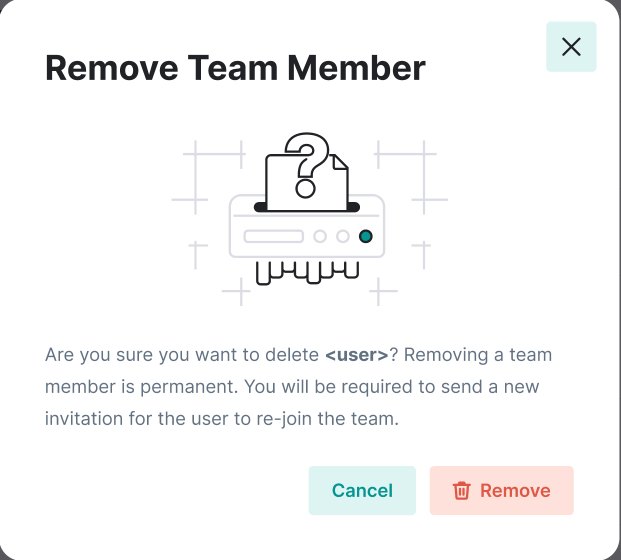 Remove Team Member
Are you sure you want to delete <user>? Removing a team
member is permanent. You will be required to send a new
invitation for the user to re-join the team.
Cancel
Remove